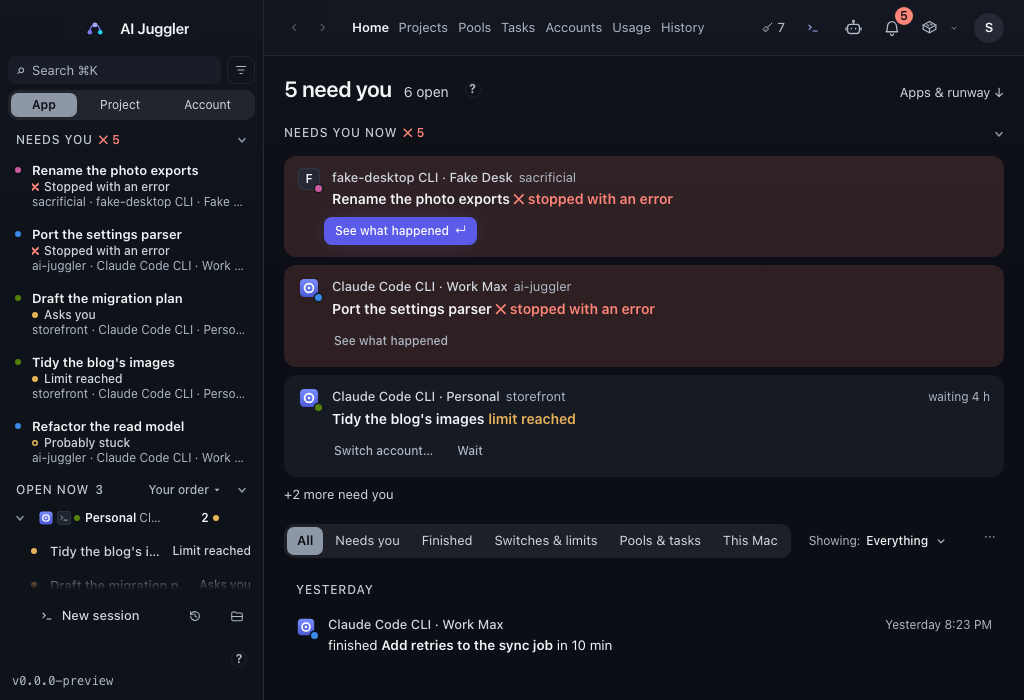 AI Juggler
Search ⌘K
App Project Account
NEEDS YOU ✕ 5
Rename the photo exports
✕ Stopped with an error
sacrificial · fake-desktop CLI · Fake ...
Port the settings parser
✕ Stopped with an error
ai-juggler · Claude Code CLI · Work ...
Draft the migration plan
Asks you
storefront · Claude Code CLI · Perso...
Tidy the blog's images
Limit reached
storefront · Claude Code CLI · Perso...
Refactor the read model
Probably stuck
ai-juggler · Claude Code CLI · Work ...
OPEN NOW 3 Your order
Personal Cl... 2
Tidy the blog's i... Limit reached
Draft the migration p... Asks you
New session
?
v0.0.0-preview
Home Projects Pools Tasks Accounts Usage History
7 5 S
5 need you 6 open ?
Apps & runway ↓
NEEDS YOU NOW ✕ 5
F
fake-desktop CLI · Fake Desk sacrificial
Rename the photo exports ✕ stopped with an error
See what happened ↵
Claude Code CLI · Work Max ai-juggler
Port the settings parser ✕ stopped with an error
See what happened
Claude Code CLI · Personal storefront waiting 4 h
Tidy the blog's images limit reached
Switch account... Wait
+2 more need you
All Needs you Finished Switches & limits Pools & tasks This Mac Showing: Everything ...
YESTERDAY
Claude Code CLI · Work Max Yesterday 8:23 PM
finished Add retries to the sync job in 10 min